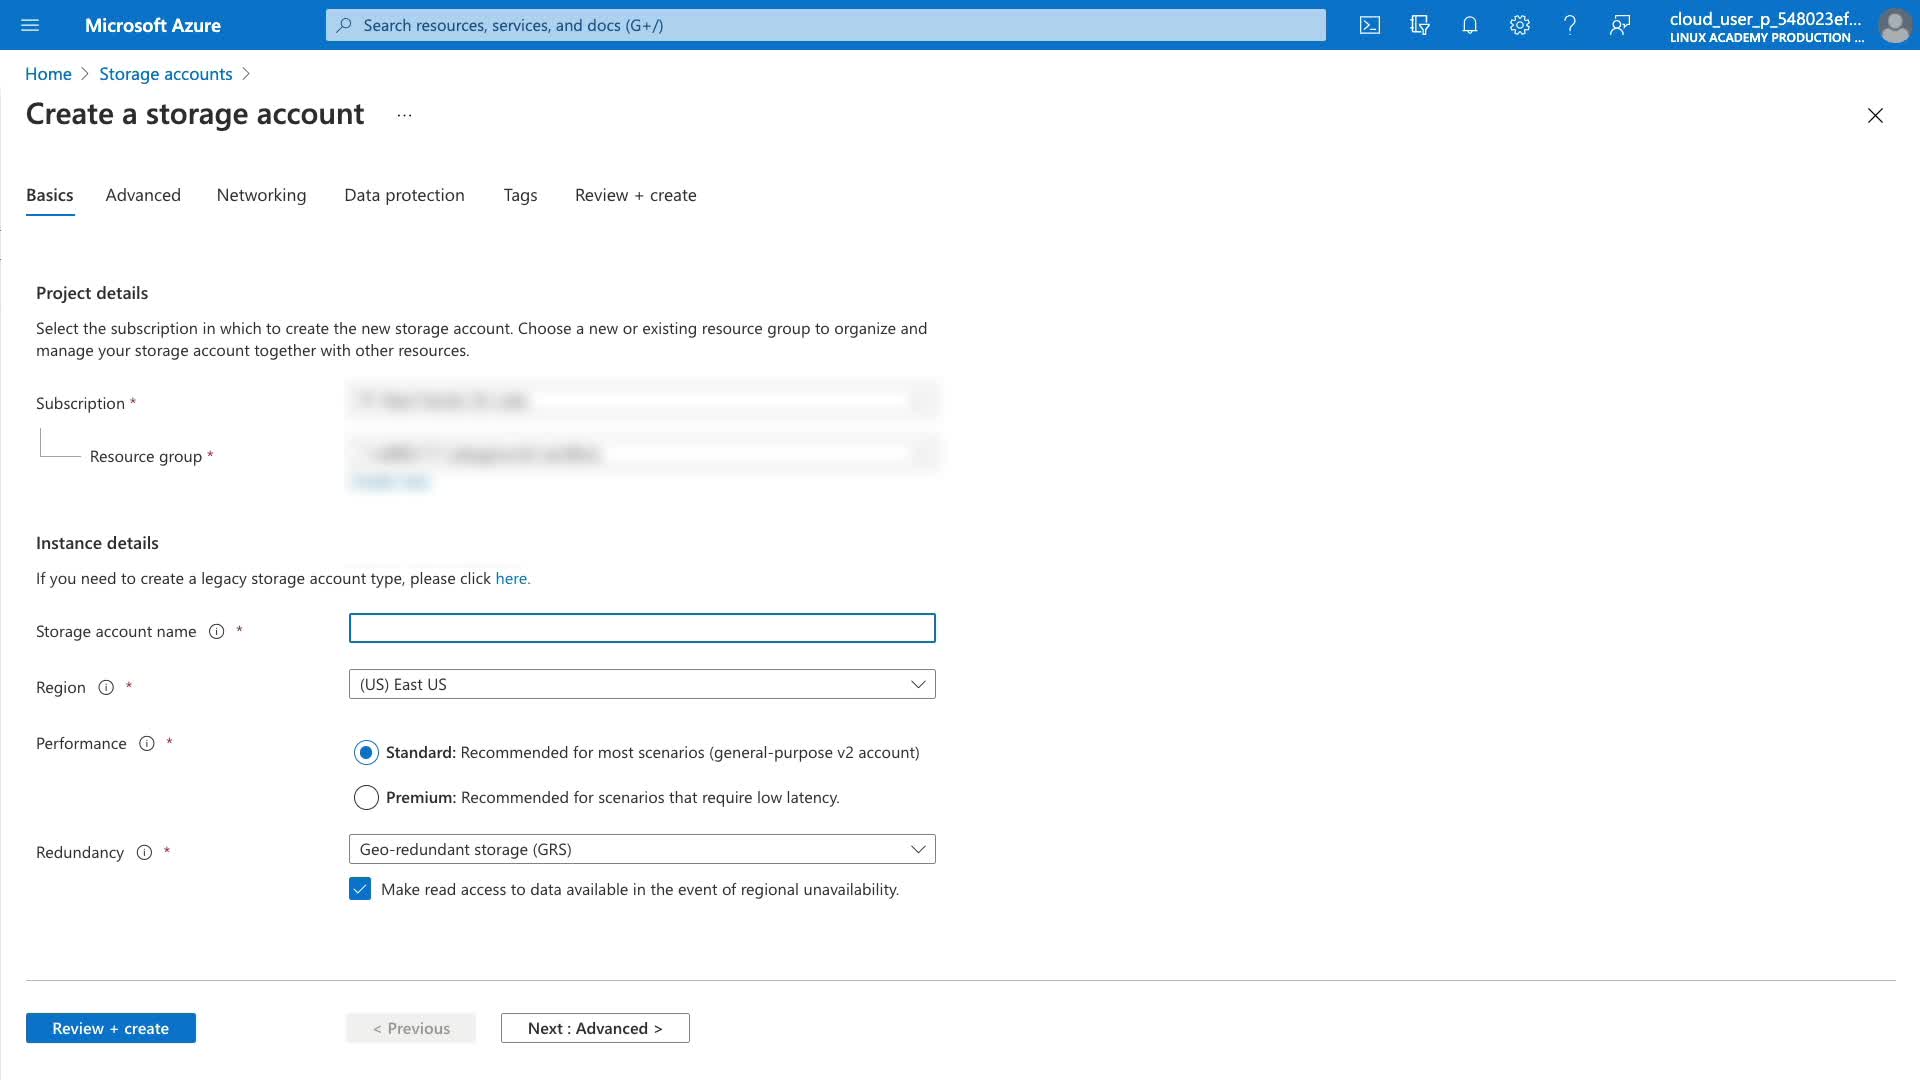 Microsoft Azure
Search resources, services, and docs (G+/)
cloud_user_p_548023ef...
LINUX ACADEMY PRODUCTION ...
Home > Storage accounts >
Create a storage account ...
Basics Advanced Networking Data protection Tags Review + create
Project details
Select the subscription in which to create the new storage account. Choose a new or existing resource group to organize and
manage your storage account together with other resources.
Subscription *
Resource group *
Instance details
If you need to create a legacy storage account type, please click here.
Storage account name *
Region * (US) East US
Performance *
Standard: Recommended for most scenarios (general-purpose v2 account)
Premium: Recommended for scenarios that require low latency.
Redundancy * Geo-redundant storage (GRS)
Make read access to data available in the event of regional unavailability.
Review + create < Previous Next : Advanced >